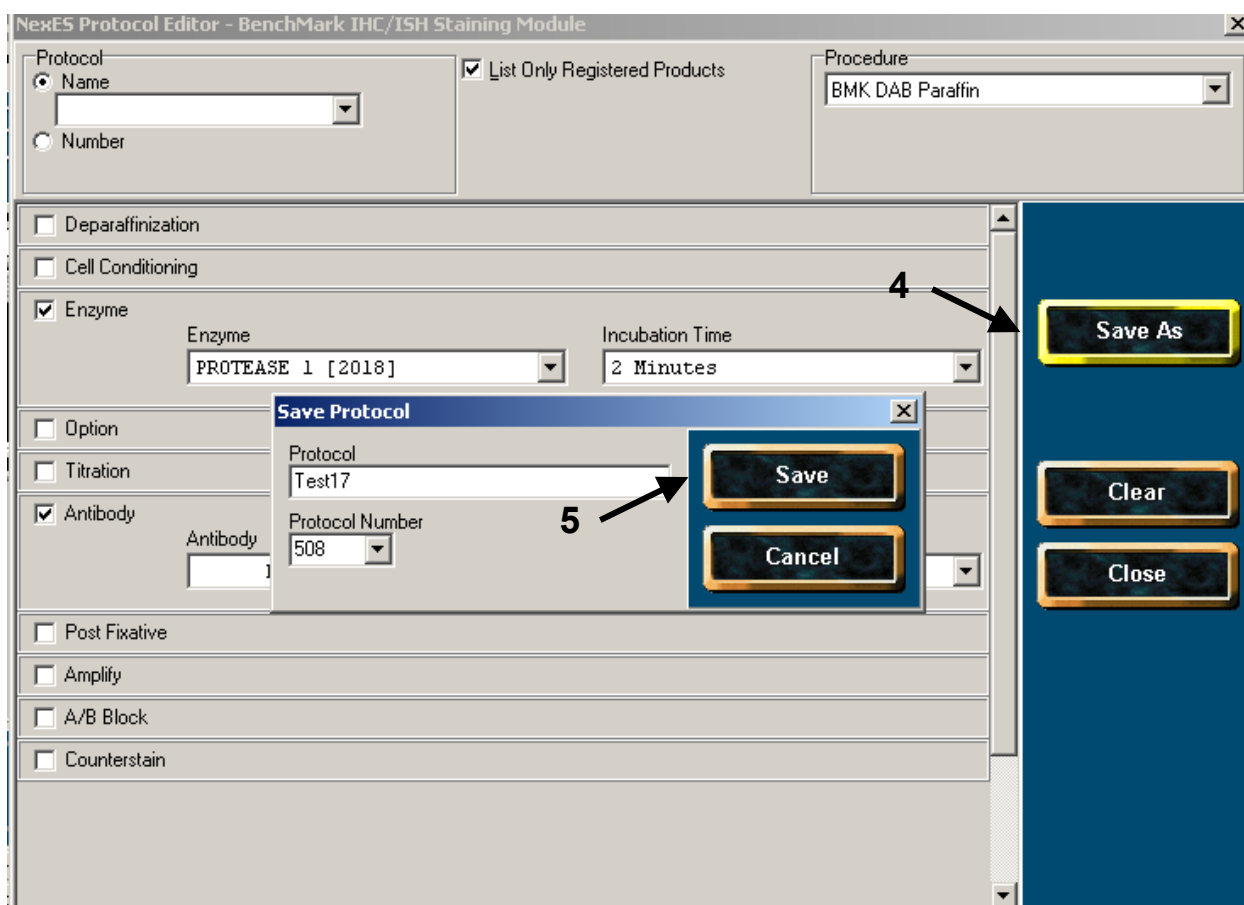 NexES Protocol Editor - BenchMark IHC/ISH Staining Module
Protocol
Name
Number
List Only Registered Products
Procedure
BMK DAB Paraffin
Deparaffinization
Cell Conditioning
Enzyme
Enzyme
Incubation Time
PROTEASE 1 [2018]
2 Minutes
4
Save As
Save Protocol
Option
Protocol
Test17
Save
Titration
Clear
Antibody
Protocol Number
5
Antibody
508
Cancel
Close
Post Fixative
Amplify
A/B Block
Counterstain